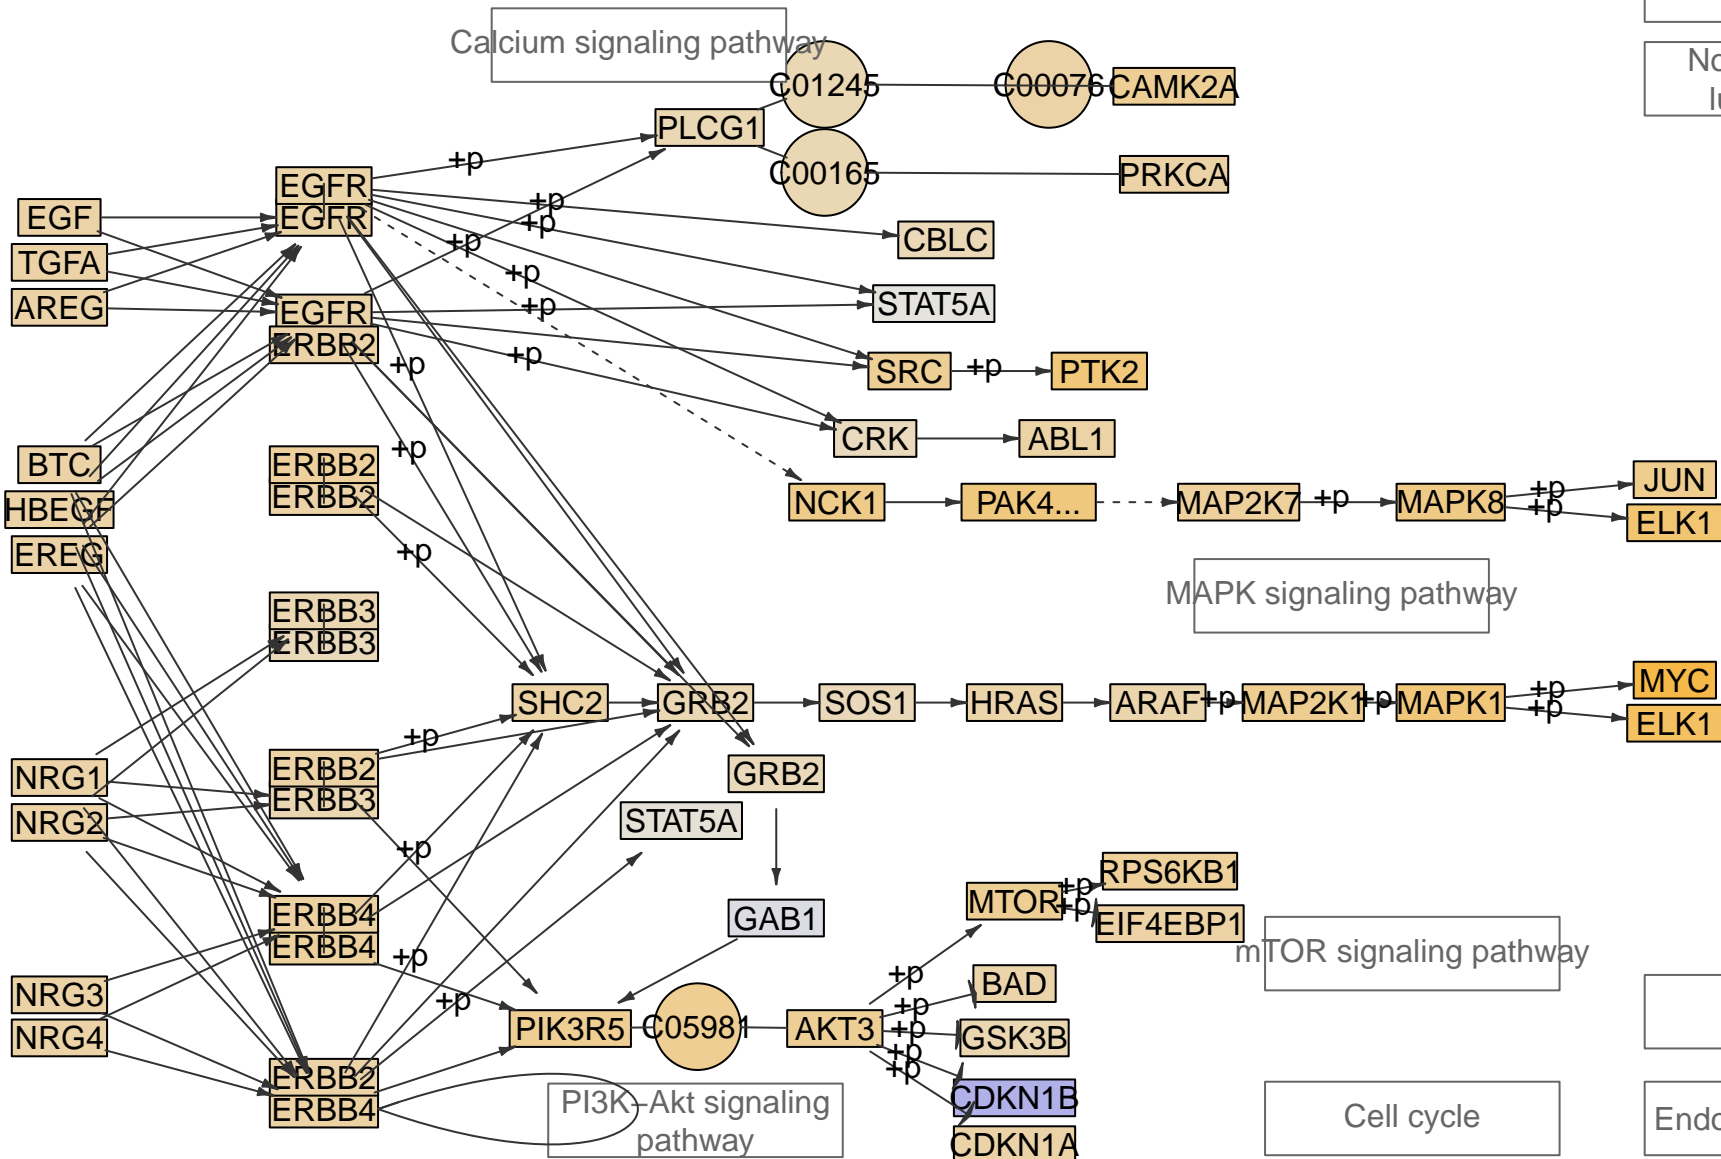 Calcium signaling pathway
C01245
C00076
CAMK2A
No
lu
PLCG1
+p
C00165
PRKCA
EGFR
EGFR
EGF
+p
+p
CBLC
TGFA
+p
+p
AREG
EGFR
ERBB2
+p
STAT5A
+p
+p
SRC
+p
PTK2
CRK
ABL1
BTC
ERBB2
ERBB2
+p
HBEGF
NCK1
PAK4...
MAP2K7
+p
MAPK8
+p
+p
JUN
ELK1
EREG
+p
MAPK signaling pathway
ERBB3
ERBB3
SHC2
GRB2
SOS1
HRAS
ARAF
+p
MAP2K1
+p
MAPK1
+p
+p
MYC
ELK1
+p
NRG1
ERBB2
ERBB3
GRB2
NRG2
STAT5A
+p
ERBB4
ERBB4
GAB1
MTOR
+p
+p
RPS6KB1
EIF4EBP1
mTOR signaling pathway
+p
+p
BAD
NRG3
+p
+p
NRG4
PIK3R5
C05981
AKT3
+p
GSK3B
+p
+p
ERBB2
ERBB4
PI3K−Akt signaling
pathway
CDKN1B
CDKN1A
Cell cycle
Endo